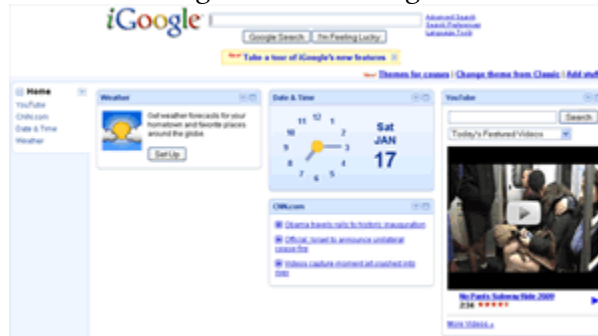 iGoogle
Advanced Search
Search Preferences
Language Tools
Google Search
I'm Feeling Lucky
New! Take a tour of iGoogle's new features
New! Themes for causes | Change theme from Classic | Add stuff
Home
YouTube
CNN.com
Date & Time
Weather
Weather
Get weather forecasts for your
hometown and favorite places
around the globe.
Set Up
Date & Time
12
11 1
10 2
9 3
8 4
7 5
6
Sat
JAN
17
CNN.com
Obama travels rails to historic inauguration
Official: Israel to announce unilateral
cease-fire
Videos capture moment jet crashed into
river
YouTube
Search
Today's Featured Videos
No Pants Subway Ride 2009
2:34
More Videos »